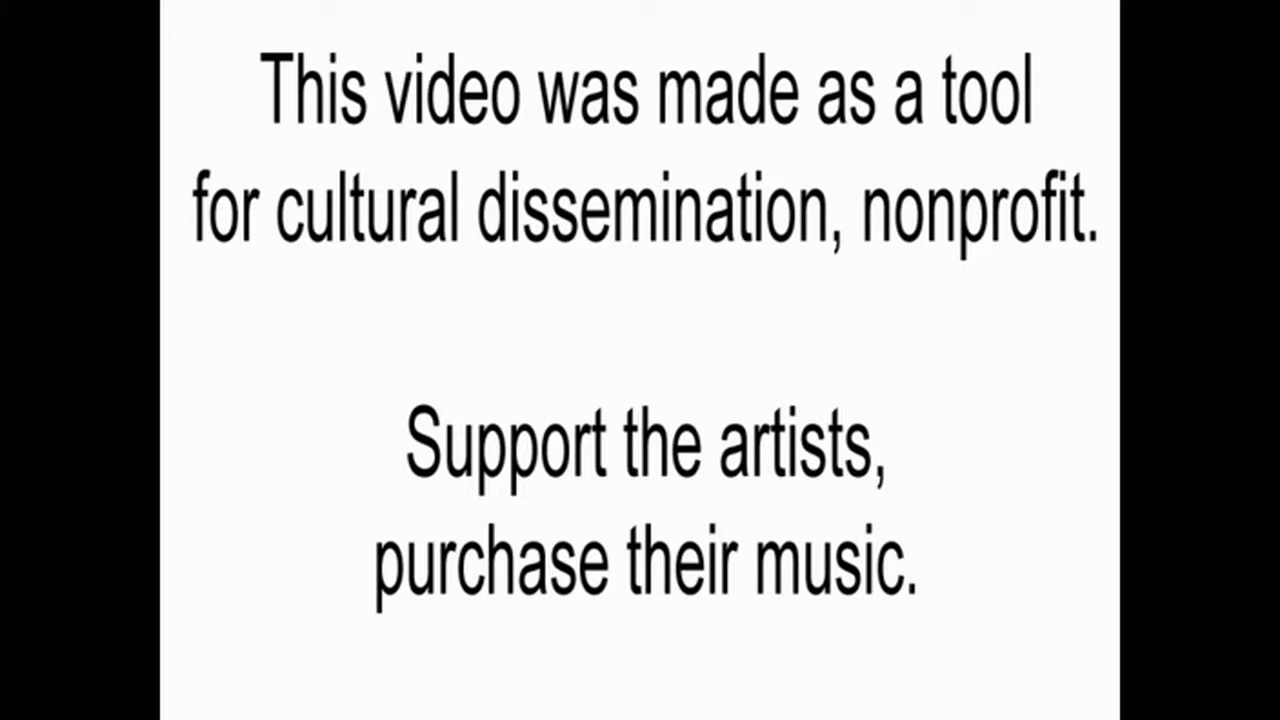 This video was made as a tool
for cultural dissemination, nonprofit.
Support the artists,
purchase their music.